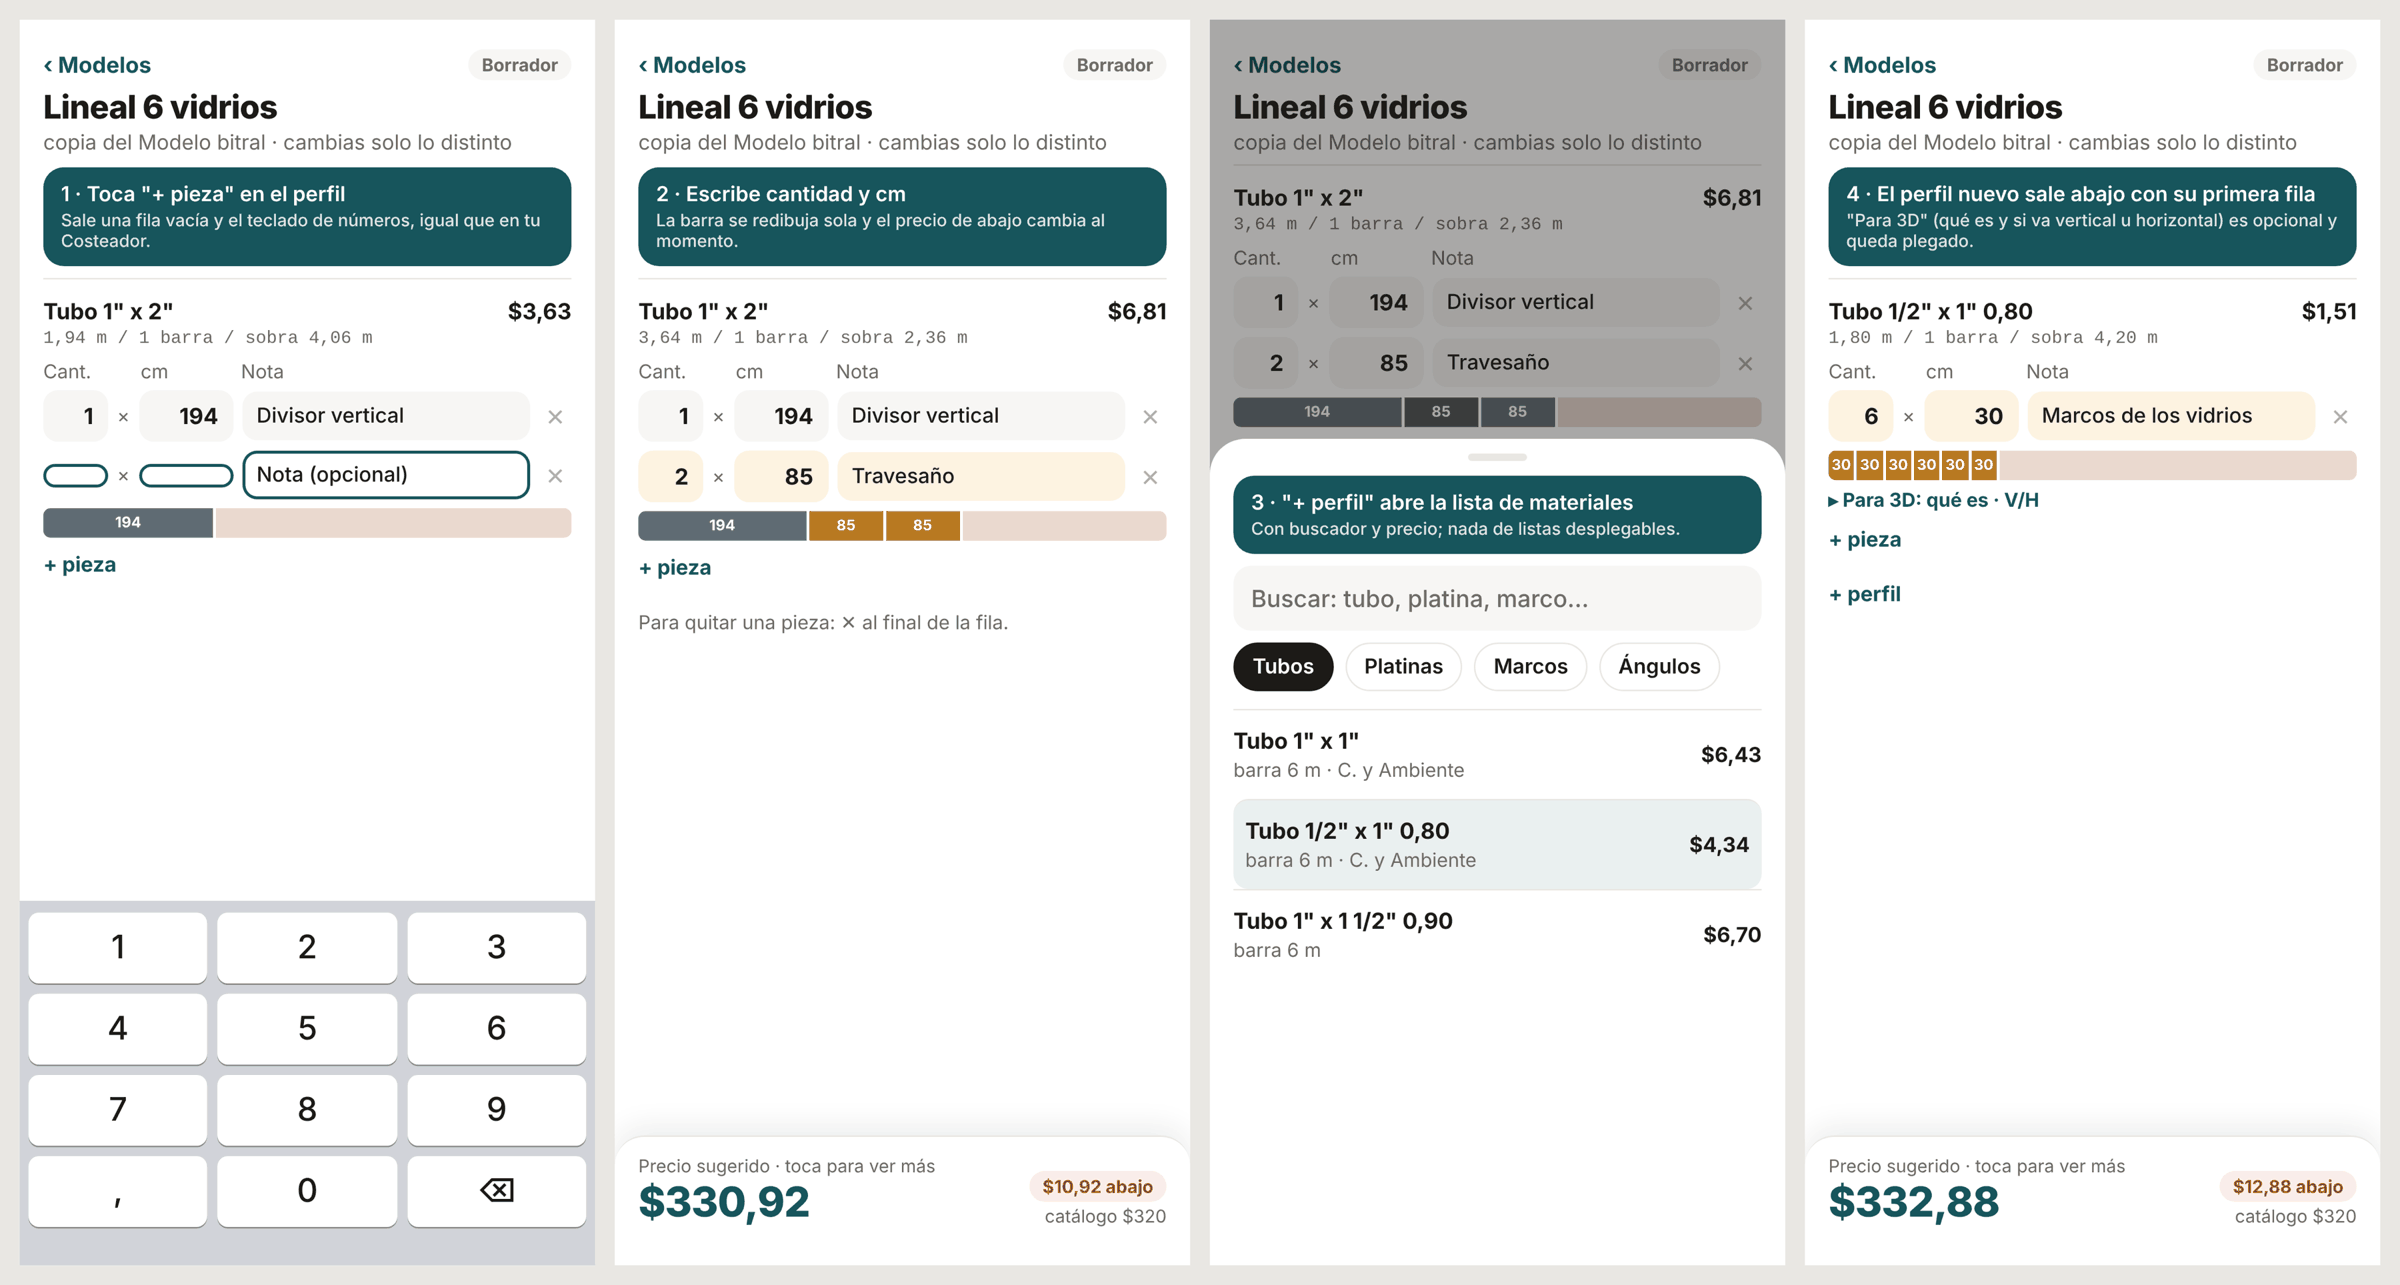 ‹ Modelos
Borrador
Lineal 6 vidrios
copia del Modelo bitral · cambias solo lo distinto
1 · Toca "+ pieza" en el perfil
Sale una fila vacía y el teclado de números, igual que en tu
Costeador.
Tubo 1" x 2"
$3,63
1,94 m / 1 barra / sobra 4,06 m
Cant. cm Nota
1 × 194 Divisor vertical ×
× Nota (opcional) ×
194
+ pieza
1 2 3
4 5 6
7 8 9
, 0
‹ Modelos
Borrador
Lineal 6 vidrios
copia del Modelo bitral · cambias solo lo distinto
2 · Escribe cantidad y cm
La barra se redibuja sola y el precio de abajo cambia al
momento.
Tubo 1" x 2"
$6,81
3,64 m / 1 barra / sobra 2,36 m
Cant. cm Nota
1 × 194 Divisor vertical ×
2 × 85 Travesaño ×
194 85 85
+ pieza
Para quitar una pieza: × al final de la fila.
Precio sugerido · toca para ver más
$330,92
$10,92 abajo
catálogo $320
‹ Modelos
Borrador
Lineal 6 vidrios
copia del Modelo bitral · cambias solo lo distinto
Tubo 1" x 2"
$6,81
3,64 m / 1 barra / sobra 2,36 m
Cant. cm Nota
1 × 194 Divisor vertical ×
2 × 85 Travesaño ×
194 85 85
3 · "+ perfil" abre la lista de materiales
Con buscador y precio; nada de listas desplegables.
Buscar: tubo, platina, marco...
Tubos Platinas Marcos Ángulos
Tubo 1" x 1"
barra 6 m · C. y Ambiente
$6,43
Tubo 1/2" x 1" 0,80
barra 6 m · C. y Ambiente
$4,34
Tubo 1" x 1 1/2" 0,90
barra 6 m
$6,70
‹ Modelos
Borrador
Lineal 6 vidrios
copia del Modelo bitral · cambias solo lo distinto
4 · El perfil nuevo sale abajo con su primera fila
"Para 3D" (qué es y si va vertical u horizontal) es opcional y
queda plegado.
Tubo 1/2" x 1" 0,80
$1,51
1,80 m / 1 barra / sobra 4,20 m
Cant. cm Nota
6 × 30 Marcos de los vidrios ×
30 30 30 30 30 30
▸ Para 3D: qué es · V/H
+ pieza
+ perfil
Precio sugerido · toca para ver más
$332,88
$12,88 abajo
catálogo $320